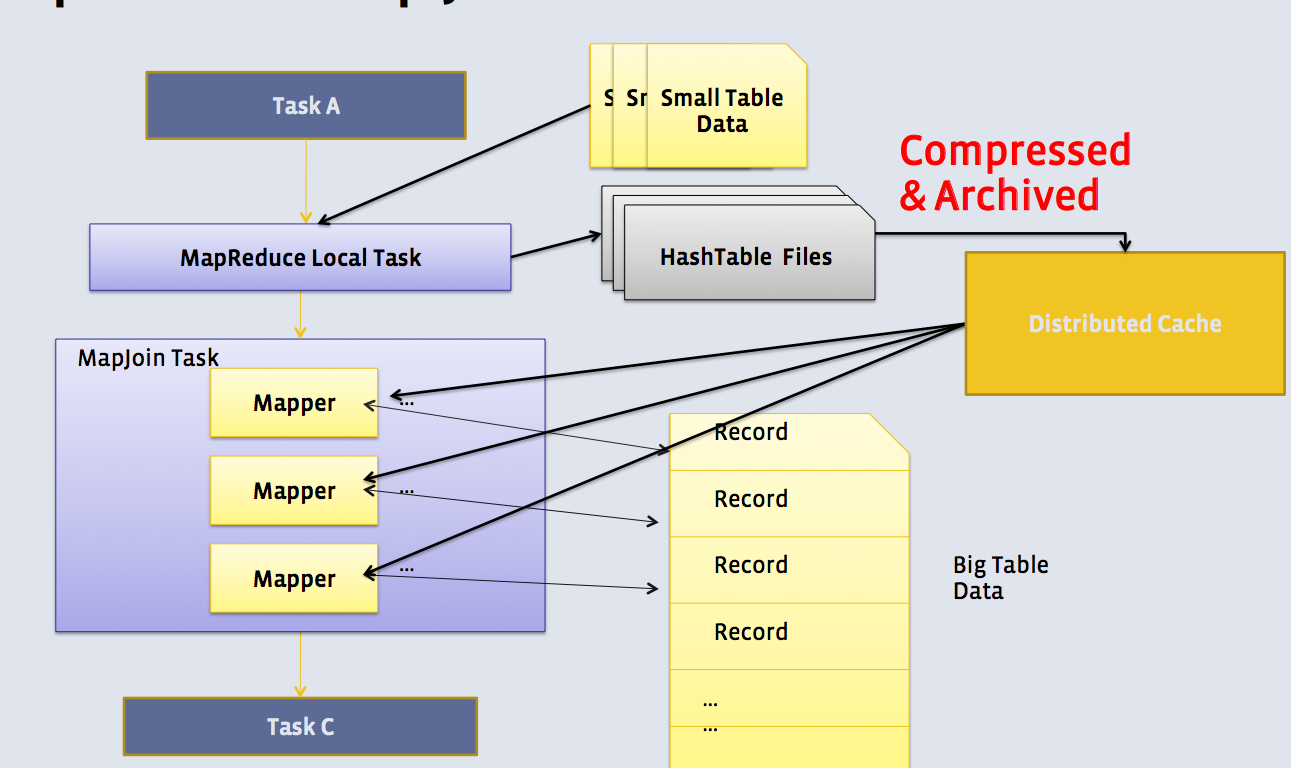 Task A
S
Sr
Small Table
Data
Compressed
& Archived
MapReduce Local Task
HashTable Files
Distributed Cache
MapJoin Task
Mapper
...
Record
Mapper
...
Record
Mapper
...
Record
Big Table
Data
Record
...
...
Task C